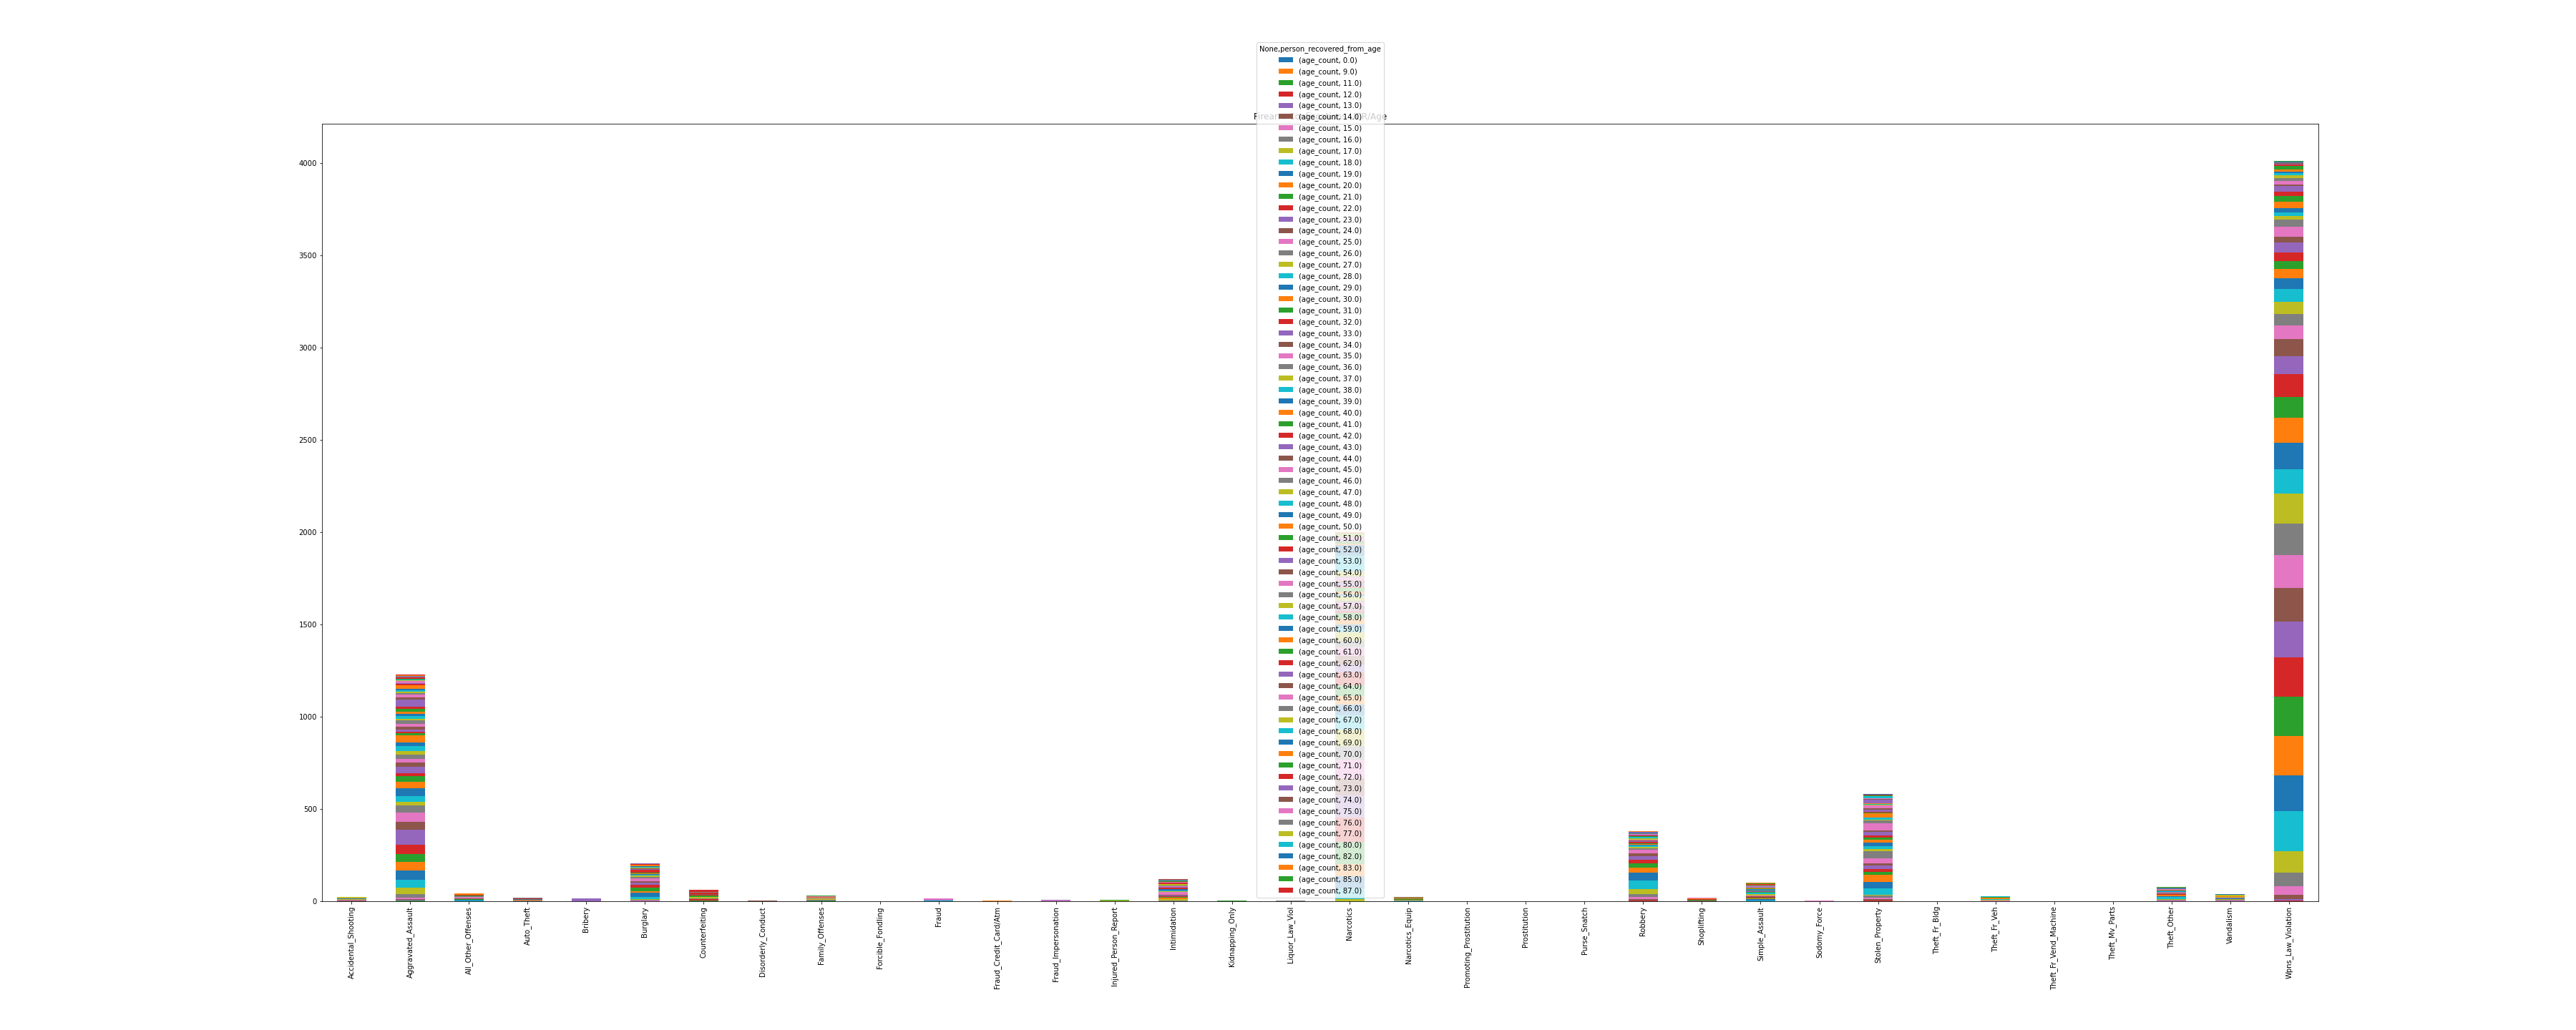 None,person_recovered_from_age
(age_count, 0.0)
(age_count, 9.0)
(age_count, 11.0)
(age_count, 12.0)
(age_count, 13.0)
(age_count, 14.0)
(age_count, 15.0)
(age_count, 16.0)
(age_count, 17.0)
(age_count, 18.0)
(age_count, 19.0)
(age_count, 20.0)
(age_count, 21.0)
(age_count, 22.0)
(age_count, 23.0)
(age_count, 24.0)
(age_count, 25.0)
(age_count, 26.0)
(age_count, 27.0)
(age_count, 28.0)
(age_count, 29.0)
(age_count, 30.0)
(age_count, 31.0)
(age_count, 32.0)
(age_count, 33.0)
(age_count, 34.0)
(age_count, 35.0)
(age_count, 36.0)
(age_count, 37.0)
(age_count, 38.0)
(age_count, 39.0)
(age_count, 40.0)
(age_count, 41.0)
(age_count, 42.0)
(age_count, 43.0)
(age_count, 44.0)
(age_count, 45.0)
(age_count, 46.0)
(age_count, 47.0)
(age_count, 48.0)
(age_count, 49.0)
(age_count, 50.0)
(age_count, 51.0)
(age_count, 52.0)
(age_count, 53.0)
(age_count, 54.0)
(age_count, 55.0)
(age_count, 56.0)
(age_count, 57.0)
(age_count, 58.0)
(age_count, 59.0)
(age_count, 60.0)
(age_count, 61.0)
(age_count, 62.0)
(age_count, 63.0)
(age_count, 64.0)
(age_count, 65.0)
(age_count, 66.0)
(age_count, 67.0)
(age_count, 68.0)
(age_count, 69.0)
(age_count, 70.0)
(age_count, 71.0)
(age_count, 72.0)
(age_count, 73.0)
(age_count, 74.0)
(age_count, 75.0)
(age_count, 76.0)
(age_count, 77.0)
(age_count, 80.0)
(age_count, 82.0)
(age_count, 83.0)
(age_count, 85.0)
(age_count, 87.0)
4000
3500
3000
2500
2000
1500
1000
500
0
Accidental_Shooting
Aggravated_Assault
All_Other_Offenses
Auto_Theft
Bribery
Burglary
Counterfeiting
Disorderly_Conduct
Family_Offenses
Forcible_Fondling
Fraud
Fraud_Credit_Card/Atm
Fraud_Impersonation
Injured_Person_Report
Intimidation
Kidnapping_Only
Liquor_Law_Viol
Narcotics
Narcotics_Equip
Promoting_Prostitution
Prostitution
Purse_Snatch
Robbery
Shoplifting
Simple_Assault
Sodomy_Force
Stolen_Property
Theft_Fr_Bldg
Theft_Fr_Veh
Theft_Fr_Vend_Machine
Theft_Mv_Parts
Theft_Other
Vandalism
Wpns_Law_Violation